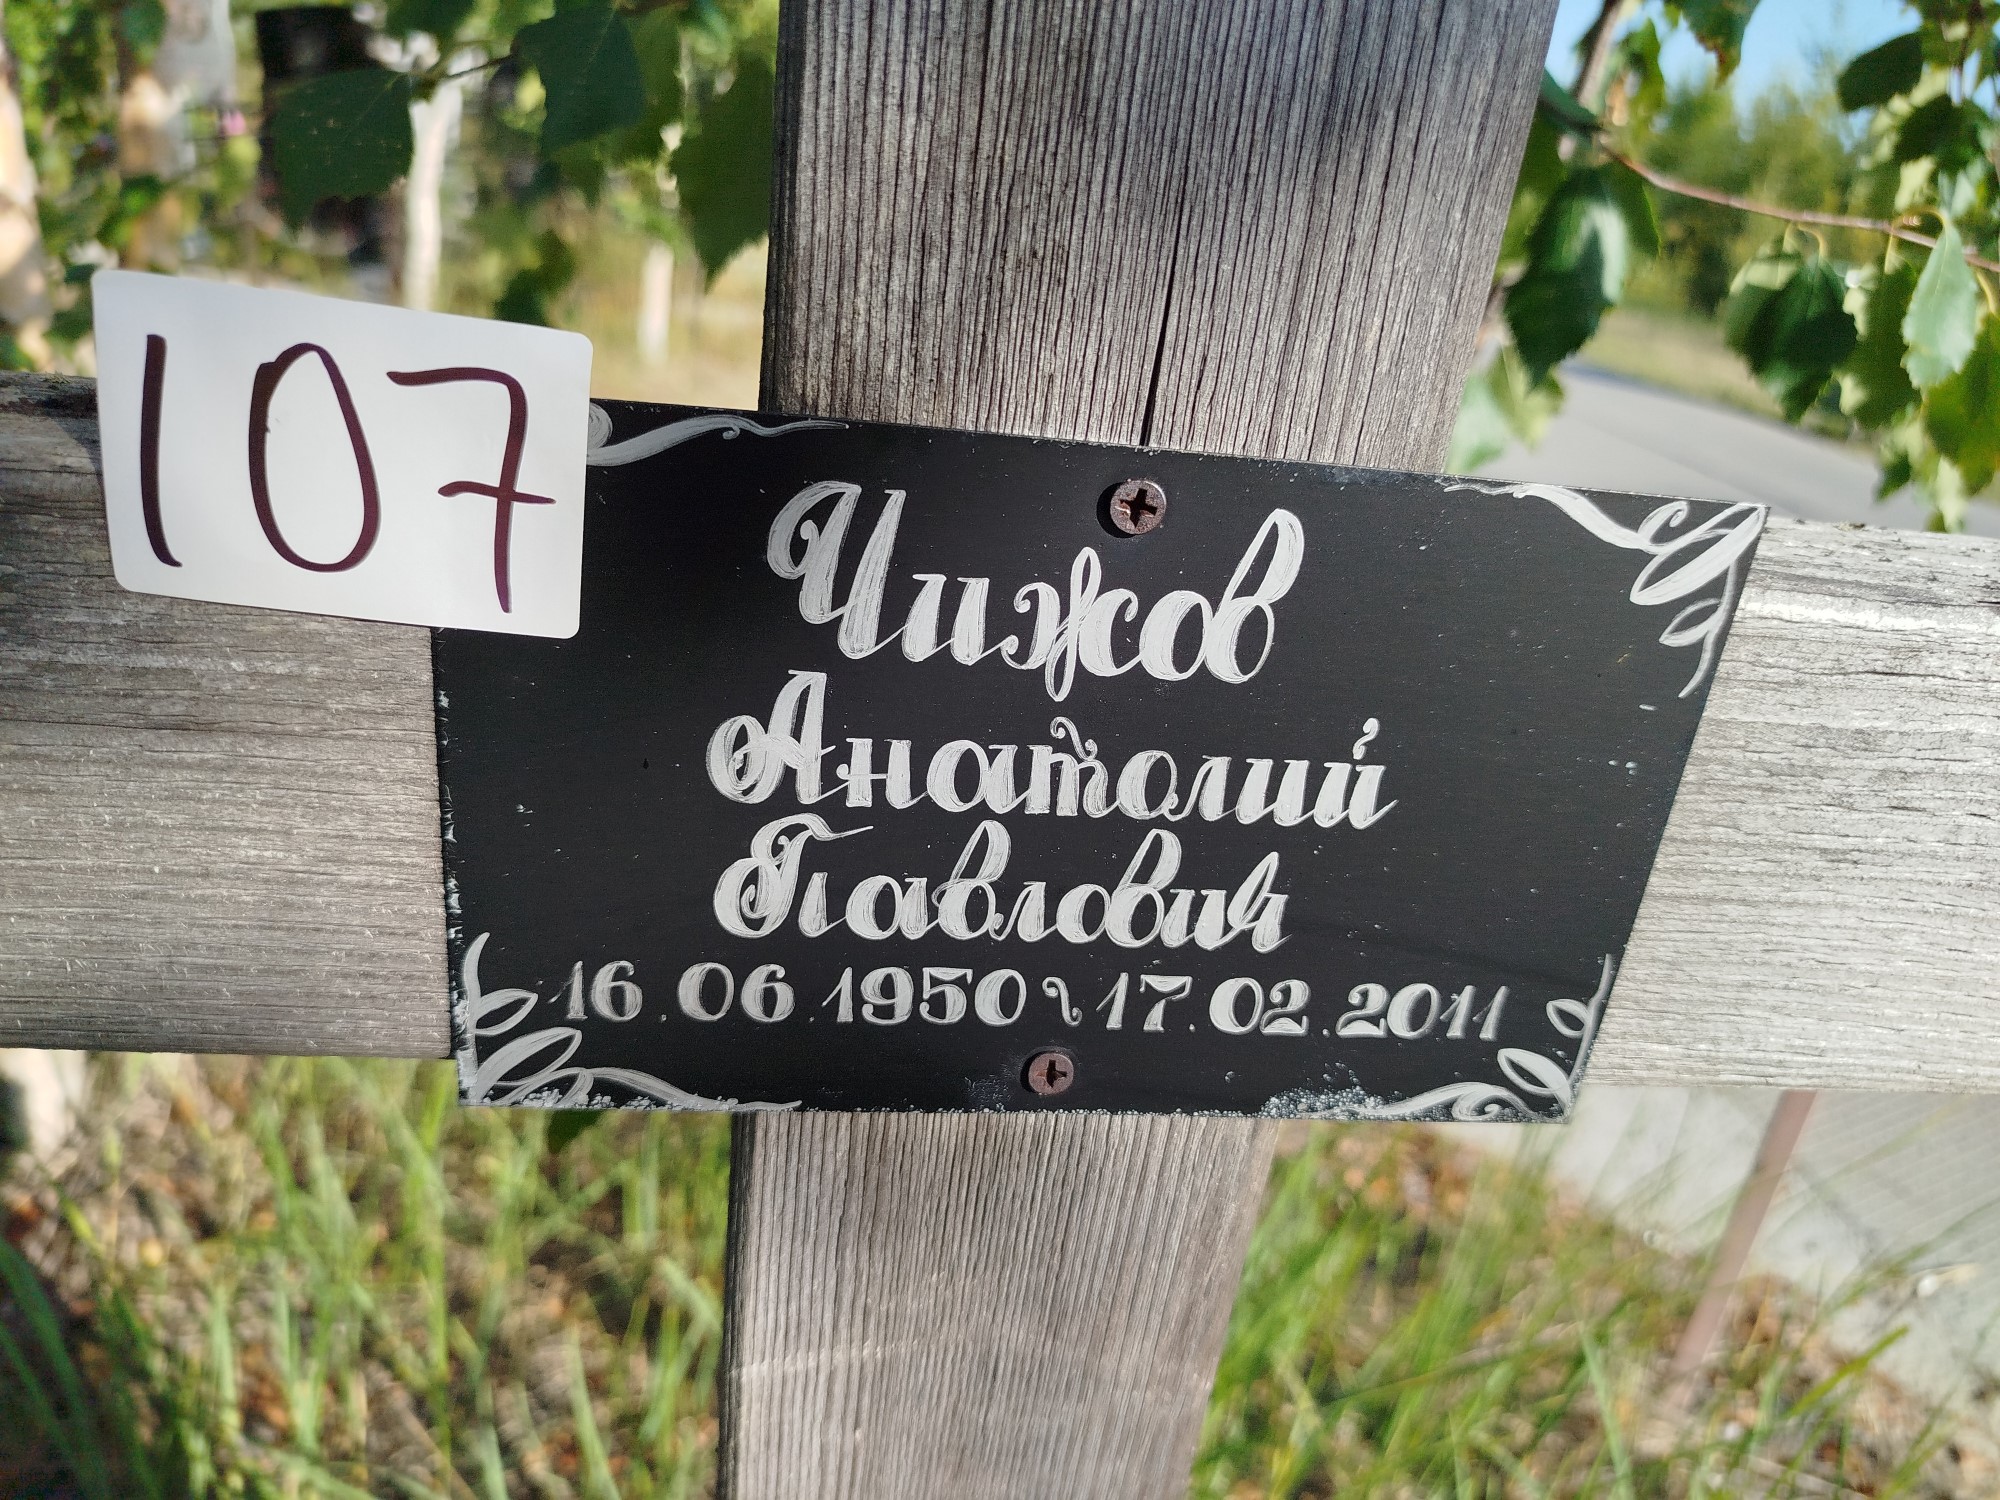 107
Чижов
Анатолий
Павлович
16.06.1950 ~ 17.02.2011